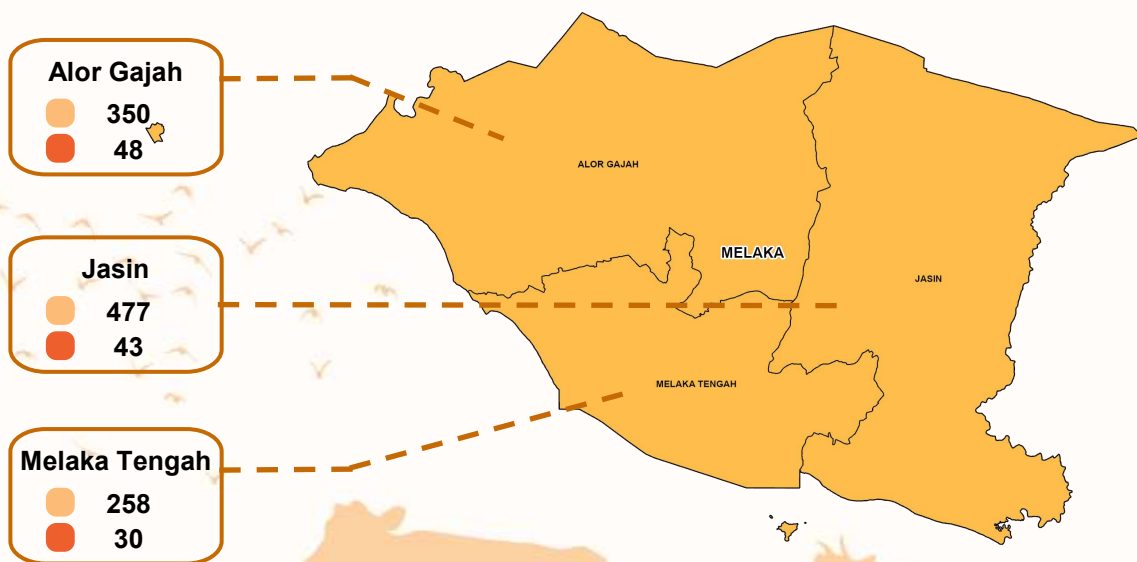 Alor Gajah
350
48
Jasin
477
43
Melaka Tengah
258
30
ALOR GAJAH
MELAKA
JASIN
MELAKA TENGAH